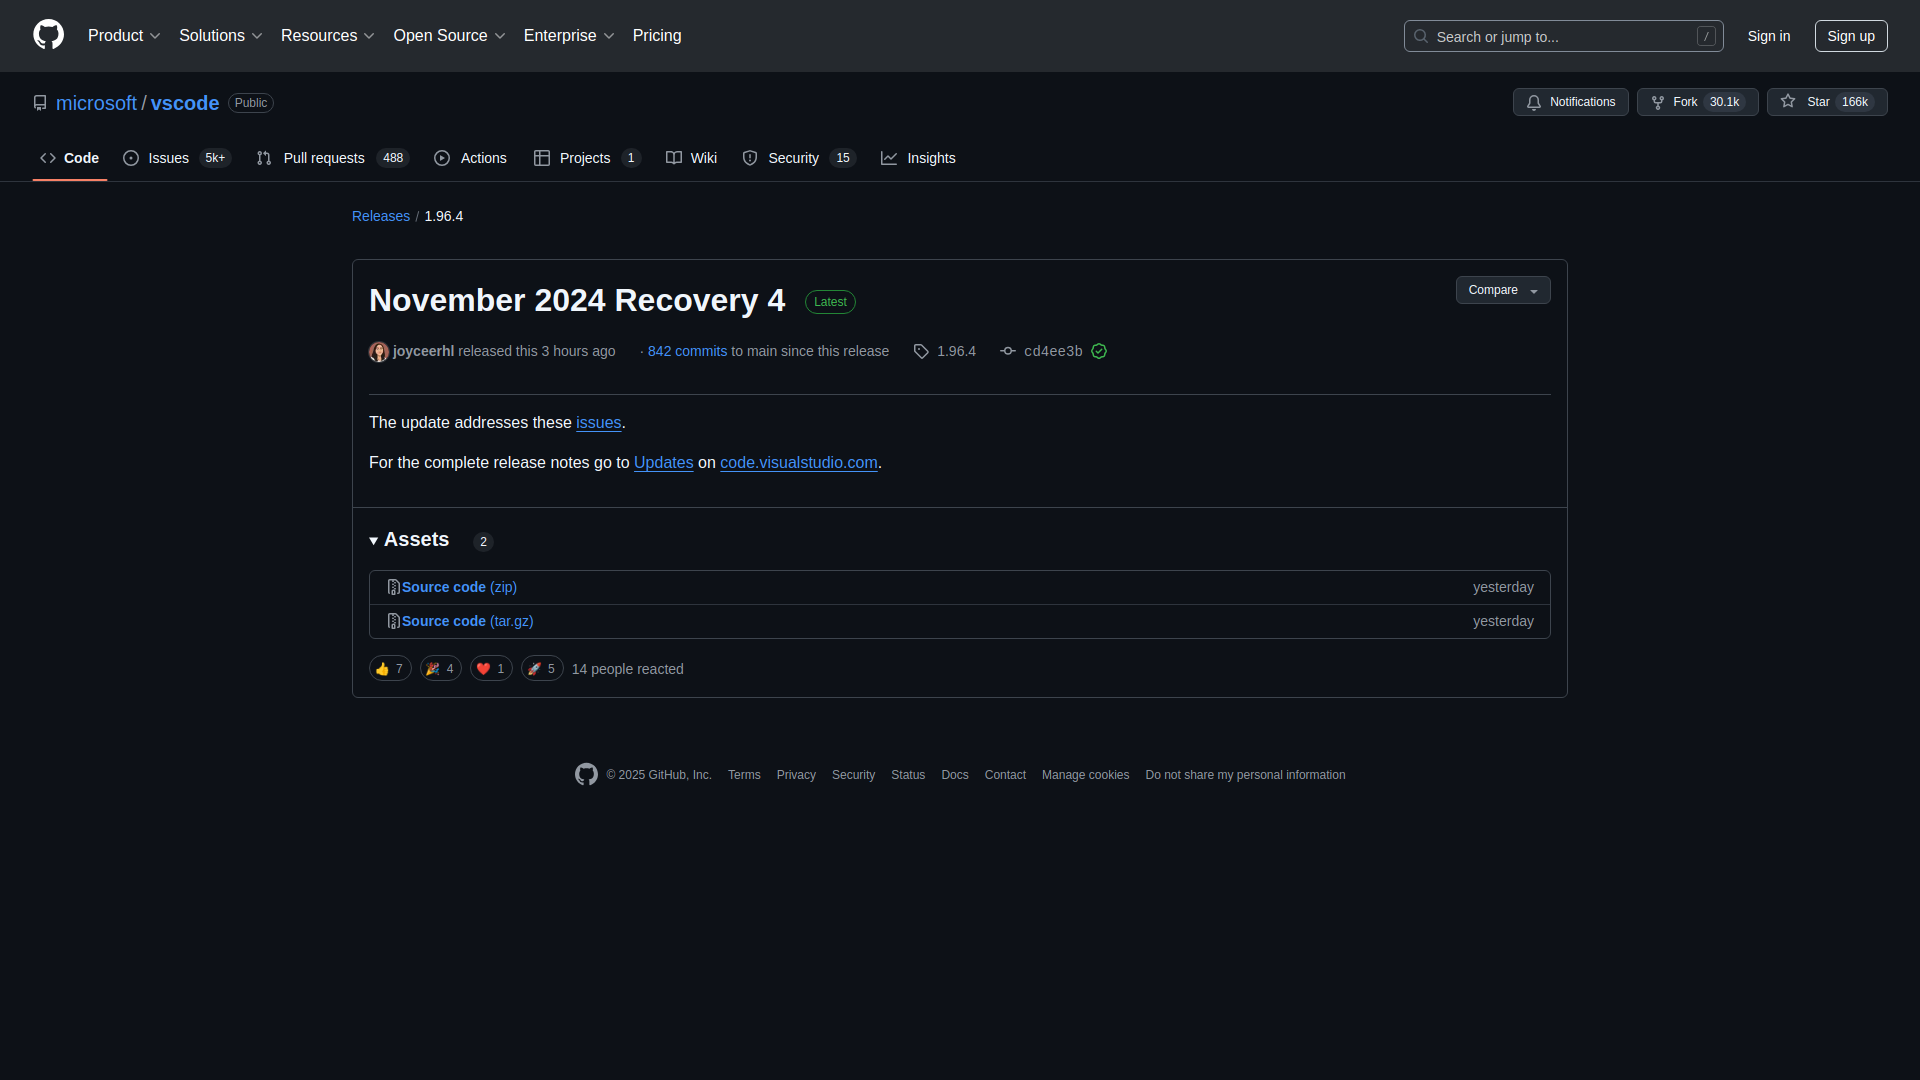 Product Solutions Resources Open Source Enterprise Pricing Search or jump to... / Sign in Sign up
microsoft / vscode Public Notifications Fork 30.1k Star 166k
Code Issues 5k+ Pull requests 488 Actions Projects 1 Wiki Security 15 Insights
Releases / 1.96.4
November 2024 Recovery 4 Latest Compare
joyceerhl released this 3 hours ago · 842 commits to main since this release 1.96.4 cd4ee3b
The update addresses these issues.
For the complete release notes go to Updates on code.visualstudio.com.
Assets 2
Source code (zip) yesterday
Source code (tar.gz) yesterday
👍 7 🎉 4 ❤️ 1 🚀 5 14 people reacted
© 2025 GitHub, Inc. Terms Privacy Security Status Docs Contact Manage cookies Do not share my personal information